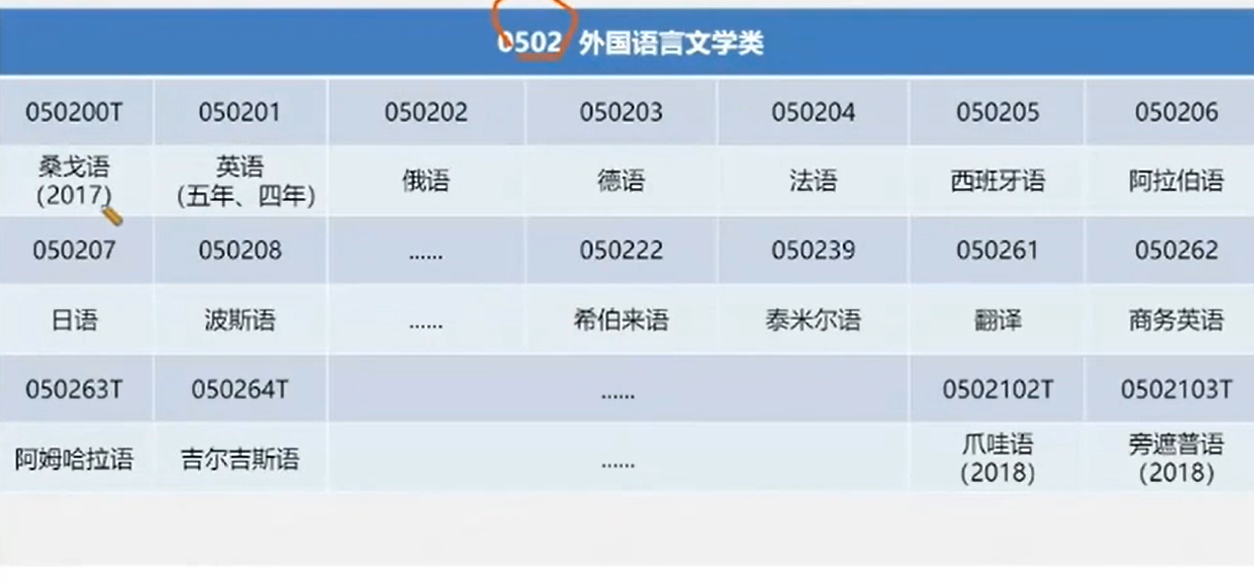 0502 外国语言文学类
050200T 050201 050202 050203 050204 050205 050206
桑戈语 (2017) 英语 (五年、四年) 俄语 德语 法语 西班牙语 阿拉伯语
050207 050208 ...... 050222 050239 050261 050262
日语 波斯语 ...... 希伯来语 泰米尔语 翻译 商务英语
050263T 050264T ...... 0502102T 0502103T
阿姆哈拉语 吉尔吉斯语 ...... 爪哇语 (2018) 旁遮普语 (2018)